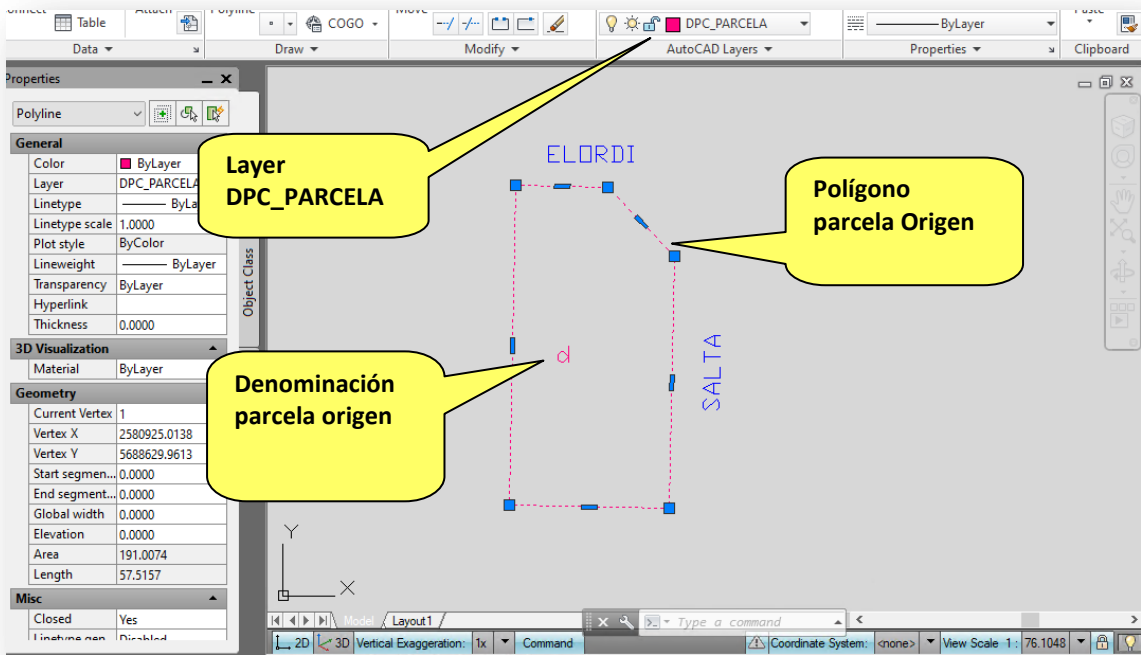 Table
COGO
DPC_PARCELA
ByLayer
Data
Draw
Modify
AutoCAD Layers
Properties
Clipboard
Properties
Polyline
General
Color ByLayer
Layer DPC_PARCELA
Linetype
Linetype scale 1.0000
Plot style ByColor
Lineweight ByLayer
Transparency ByLayer
Hyperlink
Thickness 0.0000
3D Visualization
Material ByLayer
Geometry
Current Vertex 1
Vertex X 2580925.0138
Vertex Y 5688629.9613
Start segmen... 0.0000
End segment... 0.0000
Global width 0.0000
Elevation 0.0000
Area 191.0074
Length 57.5157
Misc
Closed Yes
Object Class
Layer
DPC_PARCELA
ELORDI
Polígono
parcela Origen
Denominación
parcela origen
d
SALTA
Y
X
Model Layout1
Type a command
2D 3D Vertical Exaggeration: 1x Command
Coordinate System: <none> View Scale 1 : 76.1048